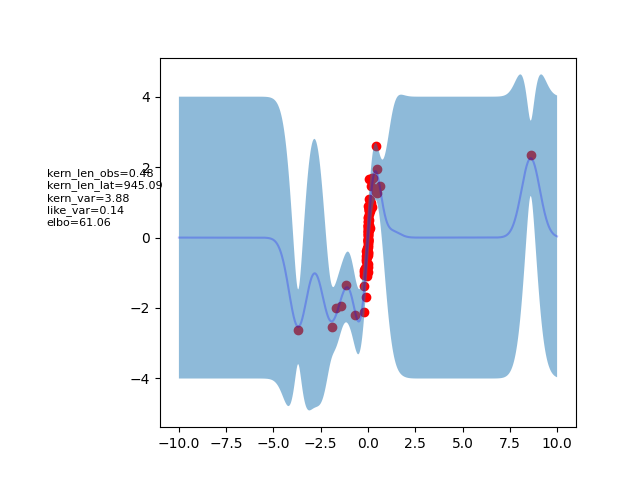 4
2
0
−2
−4
kern_len_obs=0.48
kern_len_lat=945.09
kern_var=3.88
like_var=0.14
elbo=61.06
−10.0 −7.5 −5.0 −2.5 0.0 2.5 5.0 7.5 10.0